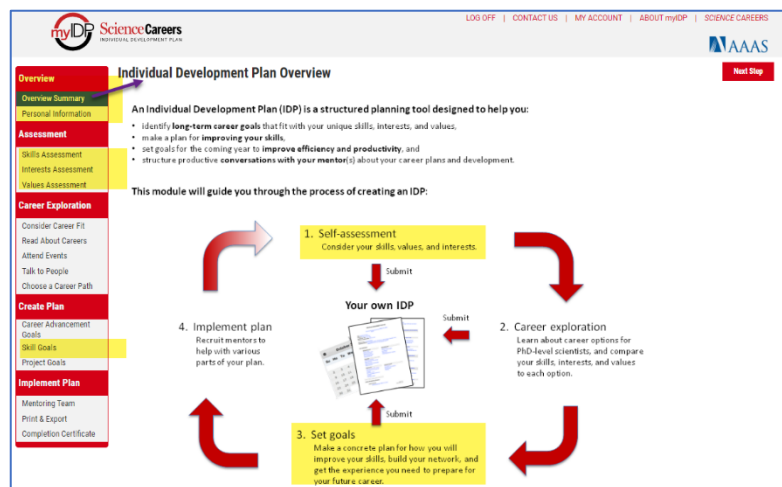 LOG OFF | CONTACT US | MY ACCOUNT | ABOUT myIDP | SCIENCE CAREERS
myIDP ScienceCareers
INDIVIDUAL DEVELOPMENT PLAN
AAAS
Overview
Overview Summary
Personal Information
Assessment
Skills Assessment
Interests Assessment
Values Assessment
Career Exploration
Consider Career Fit
Read About Careers
Attend Events
Talk to People
Choose a Career Path
Create Plan
Career Advancement
Goals
Skill Goals
Project Goals
Implement Plan
Mentoring Team
Print & Export
Completion Certificate
Individual Development Plan Overview
Next Step
An Individual Development Plan (IDP) is a structured planning tool designed to help you:
• identify long-term career goals that fit with your unique skills, interests, and values,
• make a plan for improving your skills,
• set goals for the coming year to improve efficiency and productivity, and
• structure productive conversations with your mentor(s) about your career plans and development.
This module will guide you through the process of creating an IDP:
1. Self-assessment
Consider your skills, values, and interests.
Submit
Your own IDP
Submit
2. Career exploration
Learn about career options for
PhD-level scientists, and compare
your skills, interests, and values
to each option.
Submit
3. Set goals
Make a concrete plan for how you will
improve your skills, build your network, and
get the experience you need to prepare for
your future career.
4. Implement plan
Recruit mentors to
help with various
parts of your plan.